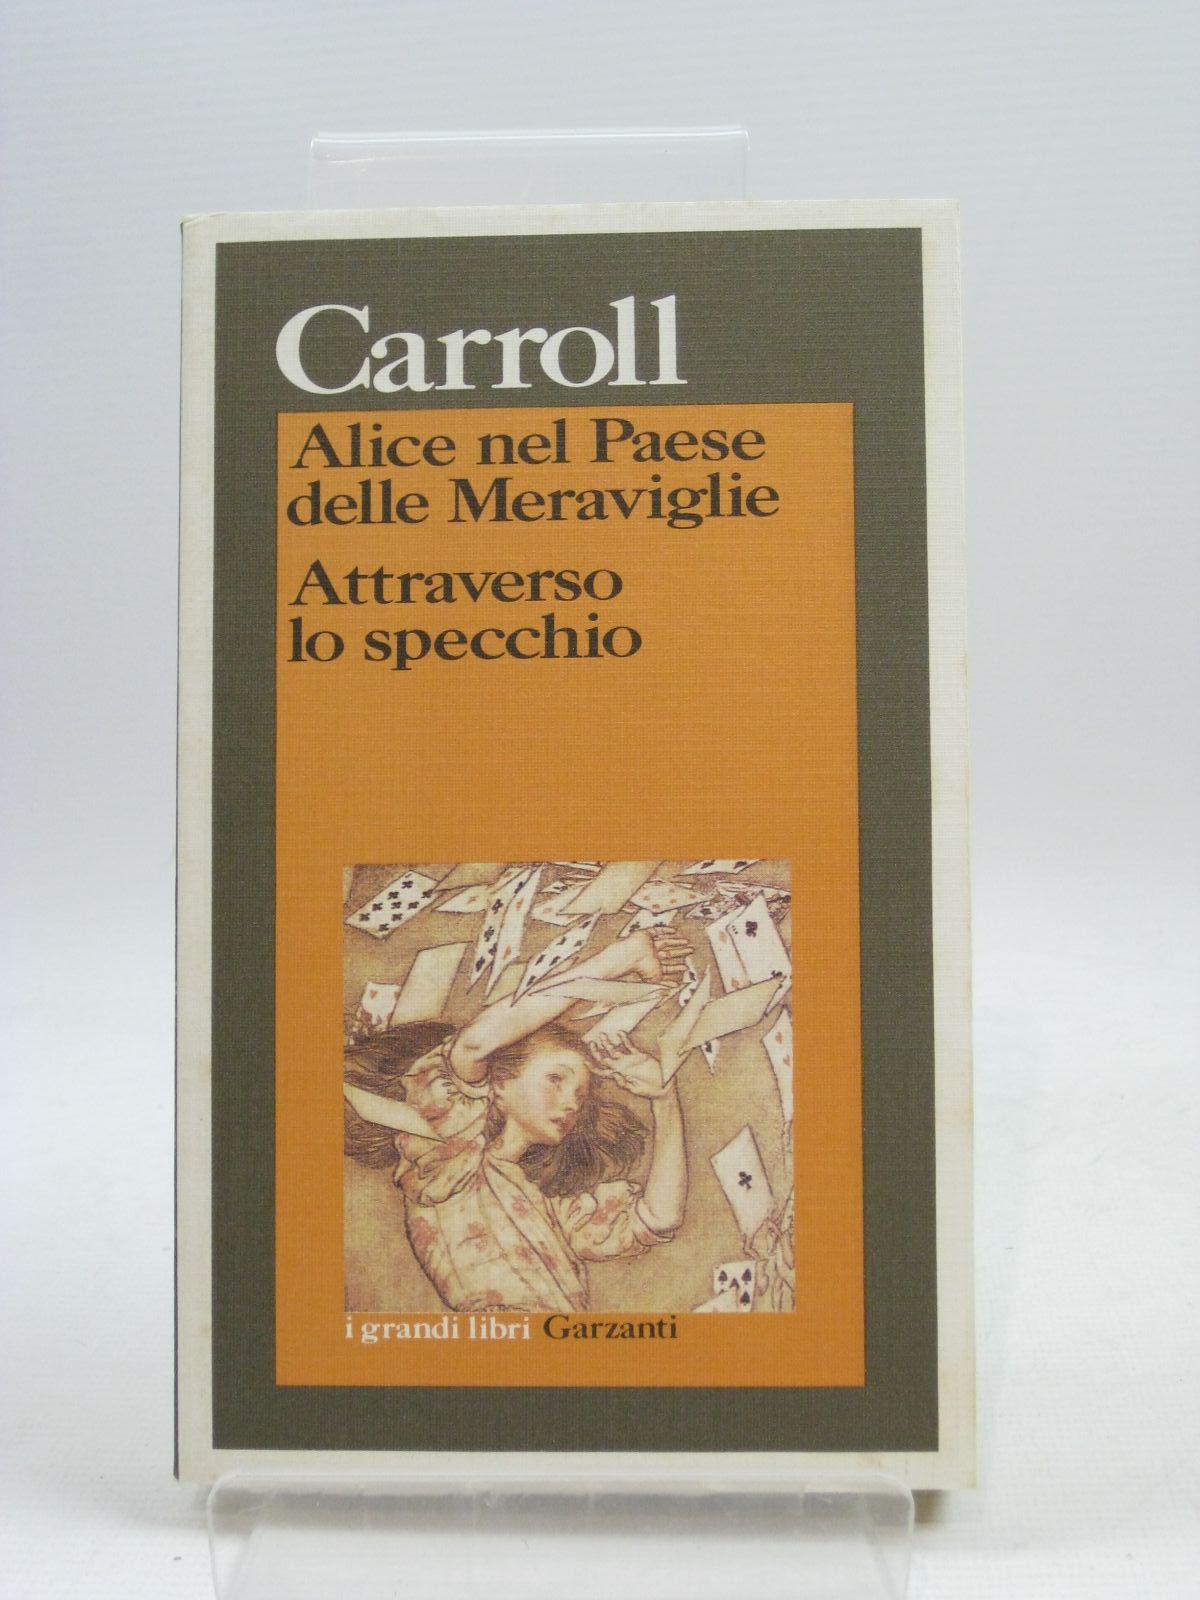 Carroll
Alice nel Paese
delle Meraviglie
Attraverso
lo specchio
i grandi libri Garzanti